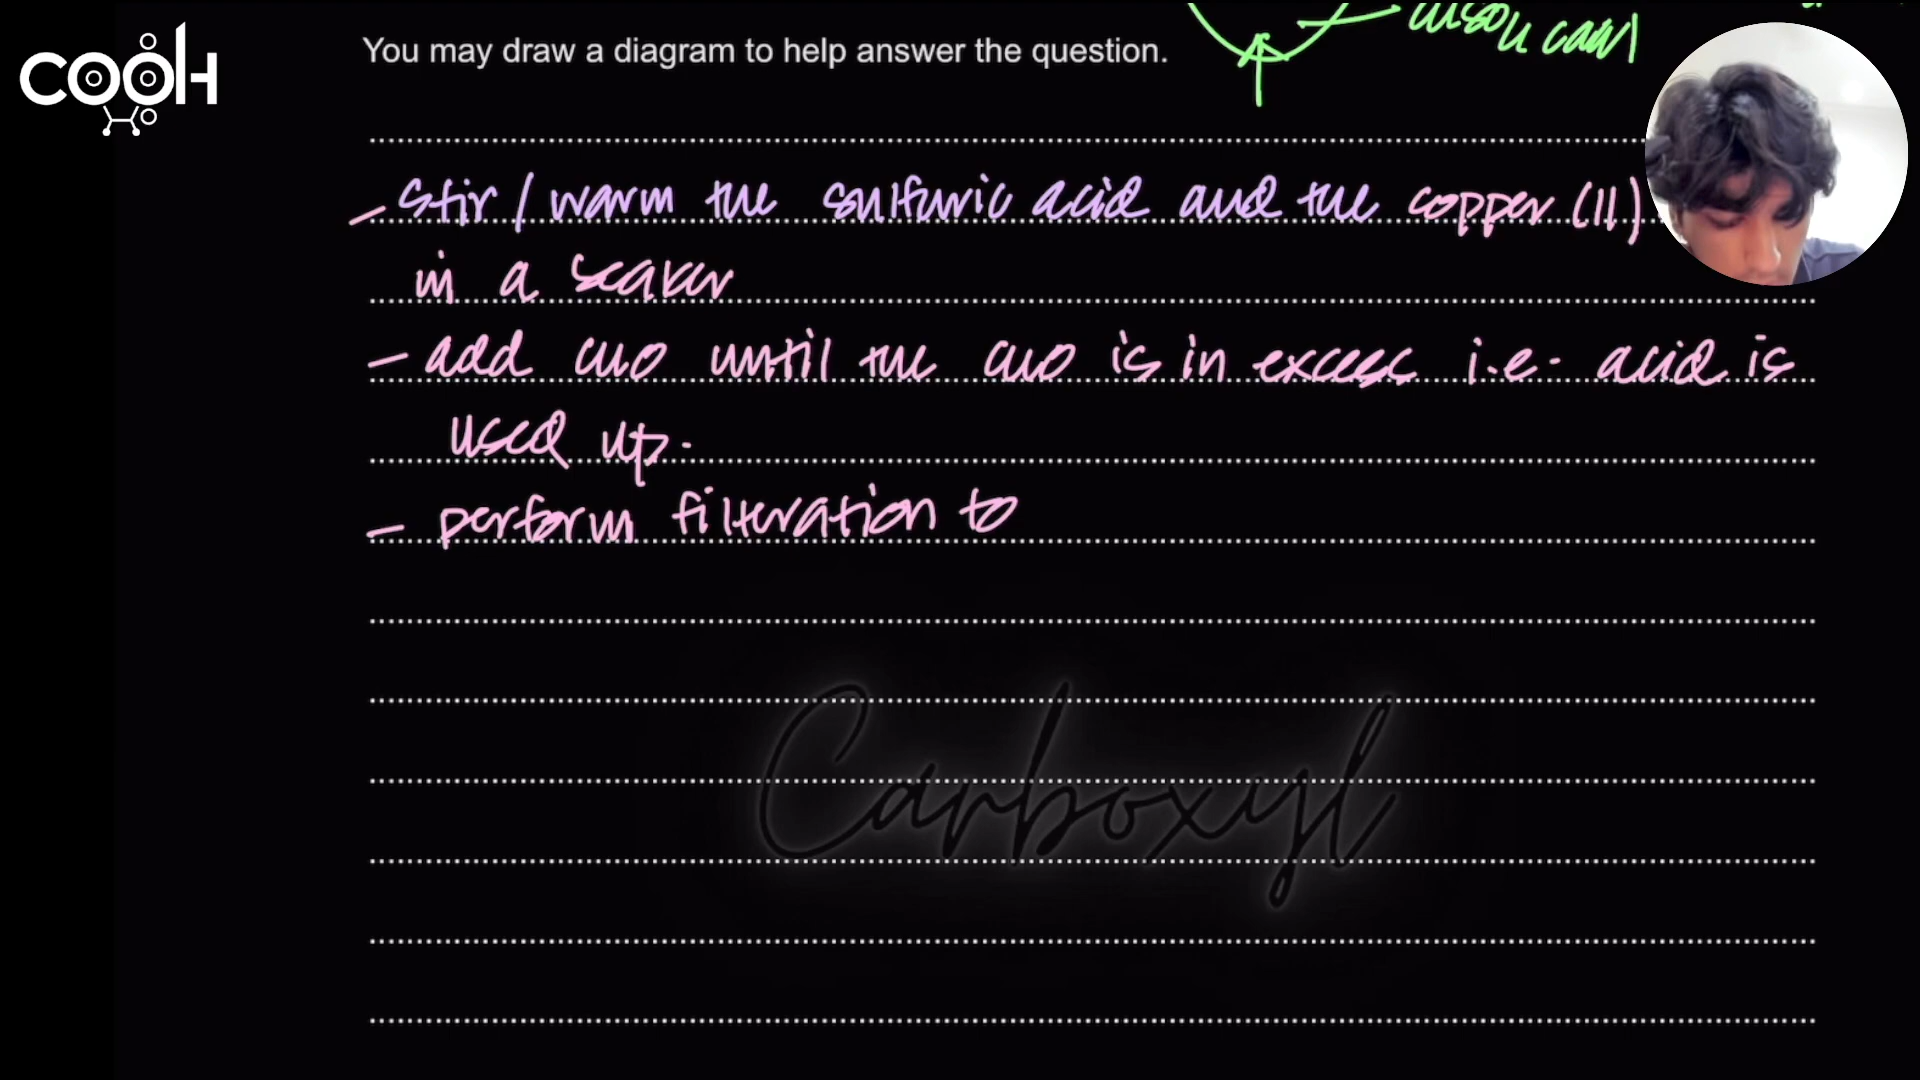 COOH
You may draw a diagram to help answer the question.
- stir / warm the sulfuric acid and the copper (II)
in a beaker
- add CuO until the CuO is in excess i.e. acid is
used up.
- perform filteration to
Carboxyl